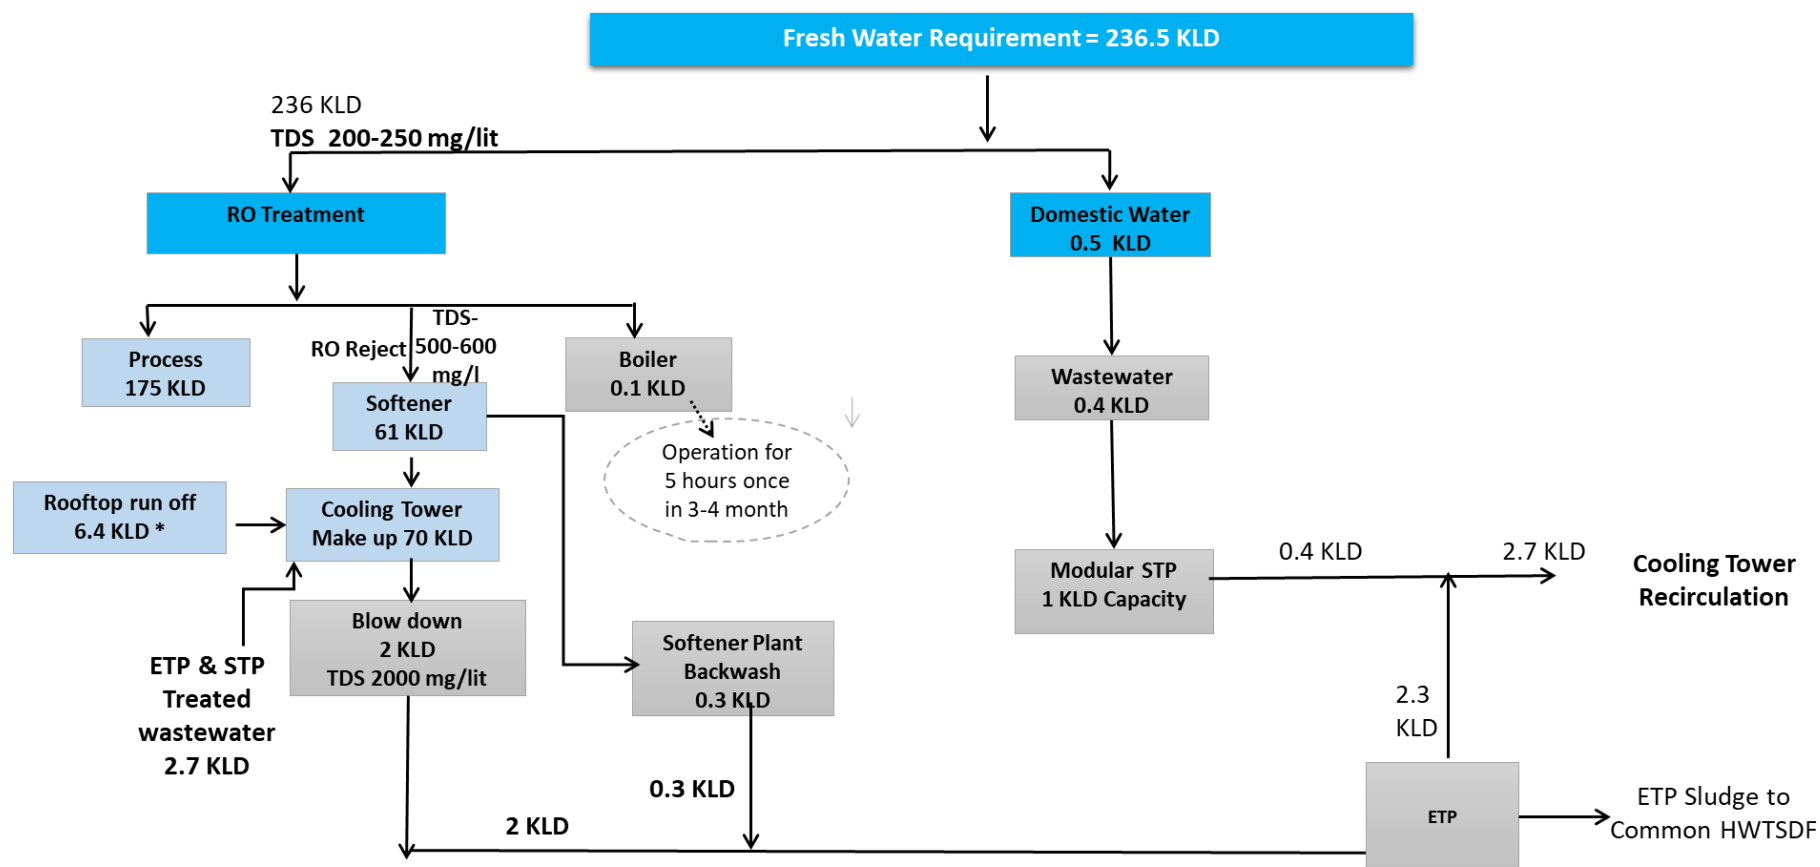 Fresh Water Requirement = 236.5 KLD
236 KLD
TDS 200-250 mg/lit
RO Treatment
Domestic Water
0.5 KLD
Process
175 KLD
RO Reject
TDS-
500-600
mg/l
Boiler
0.1 KLD
Wastewater
0.4 KLD
Softener
61 KLD
Operation for
5 hours once
in 3-4 month
Rooftop run off
6.4 KLD *
Cooling Tower
Make up 70 KLD
Modular STP
1 KLD Capacity
0.4 KLD
2.7 KLD
Cooling Tower
Recirculation
Blow down
2 KLD
TDS 2000 mg/lit
Softener Plant
Backwash
0.3 KLD
ETP & STP
Treated
wastewater
2.7 KLD
2.3
KLD
0.3 KLD
2 KLD
ETP
ETP Sludge to
Common HWTSDF